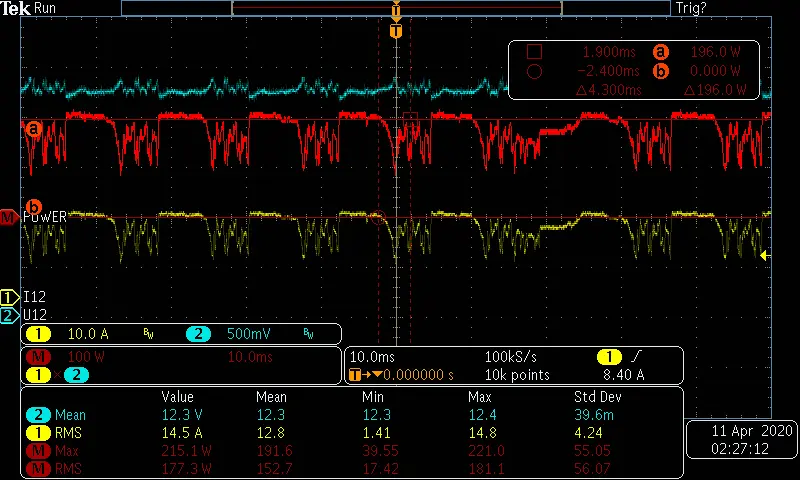 Tek Run Trig?
T
T
1.900ms a 196.0 W
−2.400ms b 0.000 W
Δ4.300ms Δ196.0 W
a
b
M POWER
1 I12
2 U12
1 10.0 A BW 2 500mV BW
M 100 W 10.0ms
1 × 2
10.0ms 100kS/s 1
T→▼0.000000 s 10k points 8.40 A
Value Mean Min Max Std Dev
2 Mean 12.3 V 12.3 12.3 12.4 39.6m
1 RMS 14.5 A 12.8 1.41 14.8 4.24
M Max 215.1 W 191.6 39.55 221.0 55.05
M RMS 177.3 W 152.7 17.42 181.1 56.07
11 Apr 2020
02:27:12